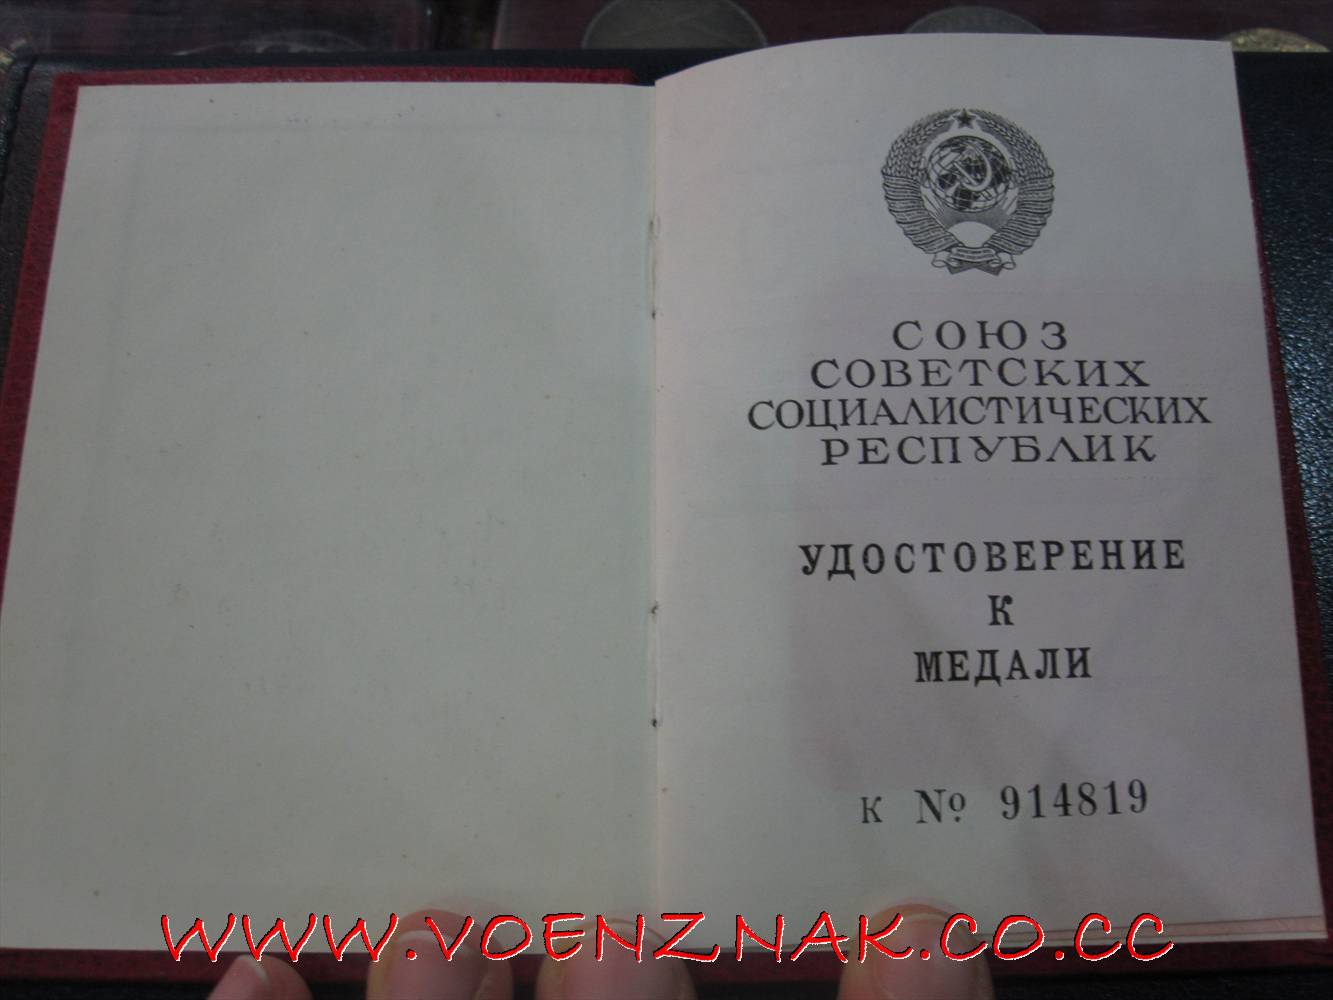 СОЮЗ
СОВЕТСКИХ
СОЦИАЛИСТИЧЕСКИХ
РЕСПУБЛИК
УДОСТОВЕРЕНИЕ
К
МЕДАЛИ
К № 914819
WWW.VOENZNAK.CO.CC